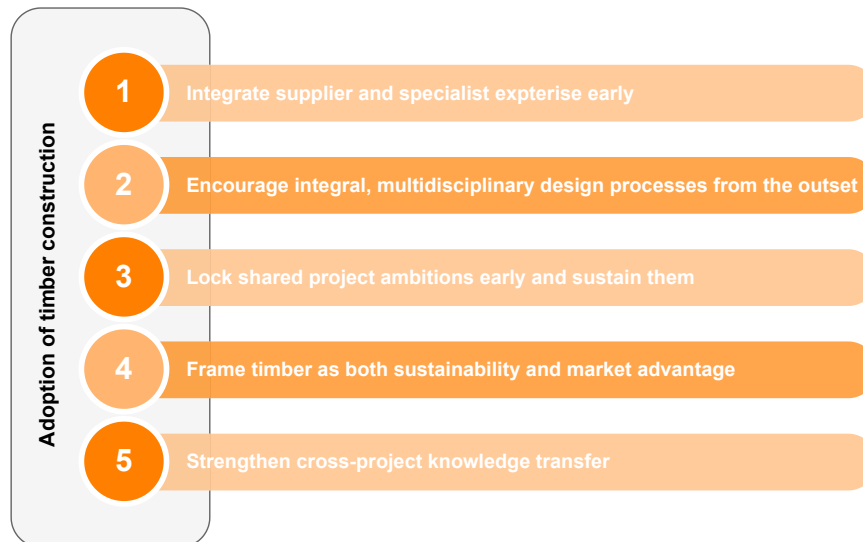 Adoption of timber construction
1
Integrate supplier and specialist expterise early
2
Encourage integral, multidisciplinary design processes from the outset
3
Lock shared project ambitions early and sustain them
4
Frame timber as both sustainability and market advantage
5
Strengthen cross-project knowledge transfer